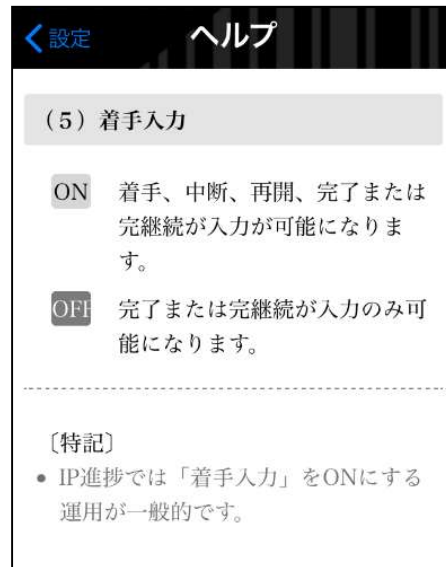 設定
ヘルプ
（5）着手入力
ON
着手、中断、再開、完了または
完継続が入力が可能になりま
す。
OFF
完了または完継続が入力のみ可
能になります。
〔特記〕
• IP進捗では「着手入力」をONにする
運用が一般的です。